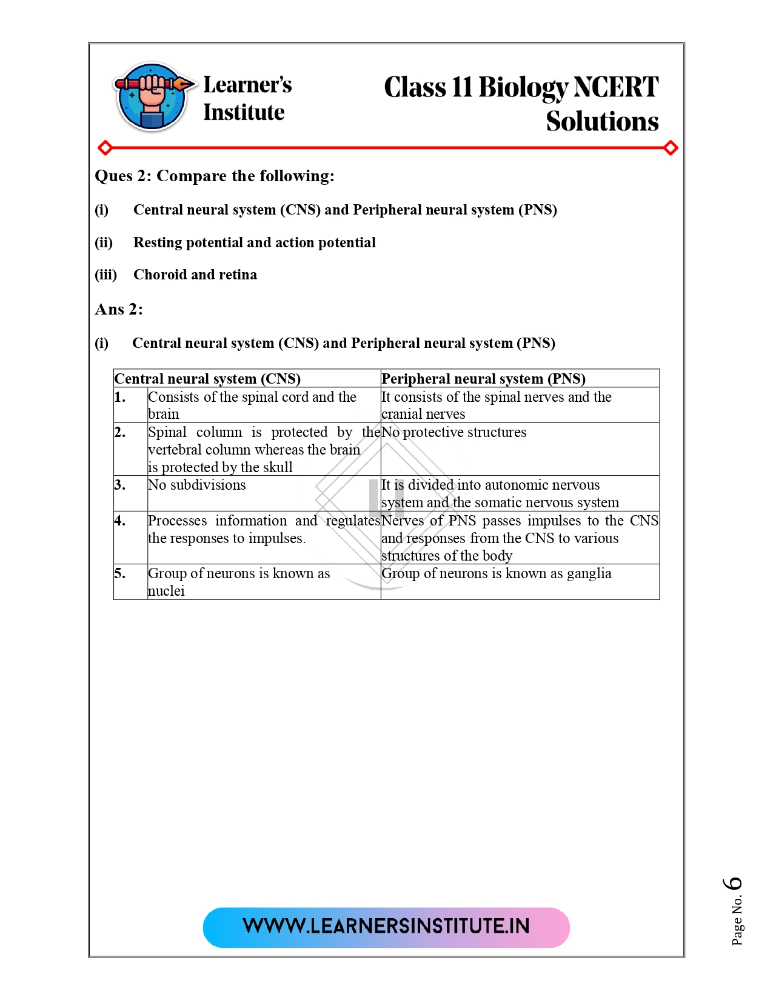 Learner's
Institute
Class 11 Biology NCERT
Solutions
Ques 2: Compare the following:
(i) Central neural system (CNS) and Peripheral neural system (PNS)
(ii) Resting potential and action potential
(iii) Choroid and retina
Ans 2:
(i) Central neural system (CNS) and Peripheral neural system (PNS)
Central neural system (CNS) Peripheral neural system (PNS)
1. Consists of the spinal cord and the It consists of the spinal nerves and the
brain cranial nerves
2. Spinal column is protected by the No protective structures
vertebral column whereas the brain
is protected by the skull
3. No subdivisions It is divided into autonomic nervous
system and the somatic nervous system
4. Processes information and regulates Nerves of PNS passes impulses to the CNS
the responses to impulses. and responses from the CNS to various
structures of the body
5. Group of neurons is known as Group of neurons is known as ganglia
nuclei
WWW.LEARNERSINSTITUTE.IN
Page No. 6